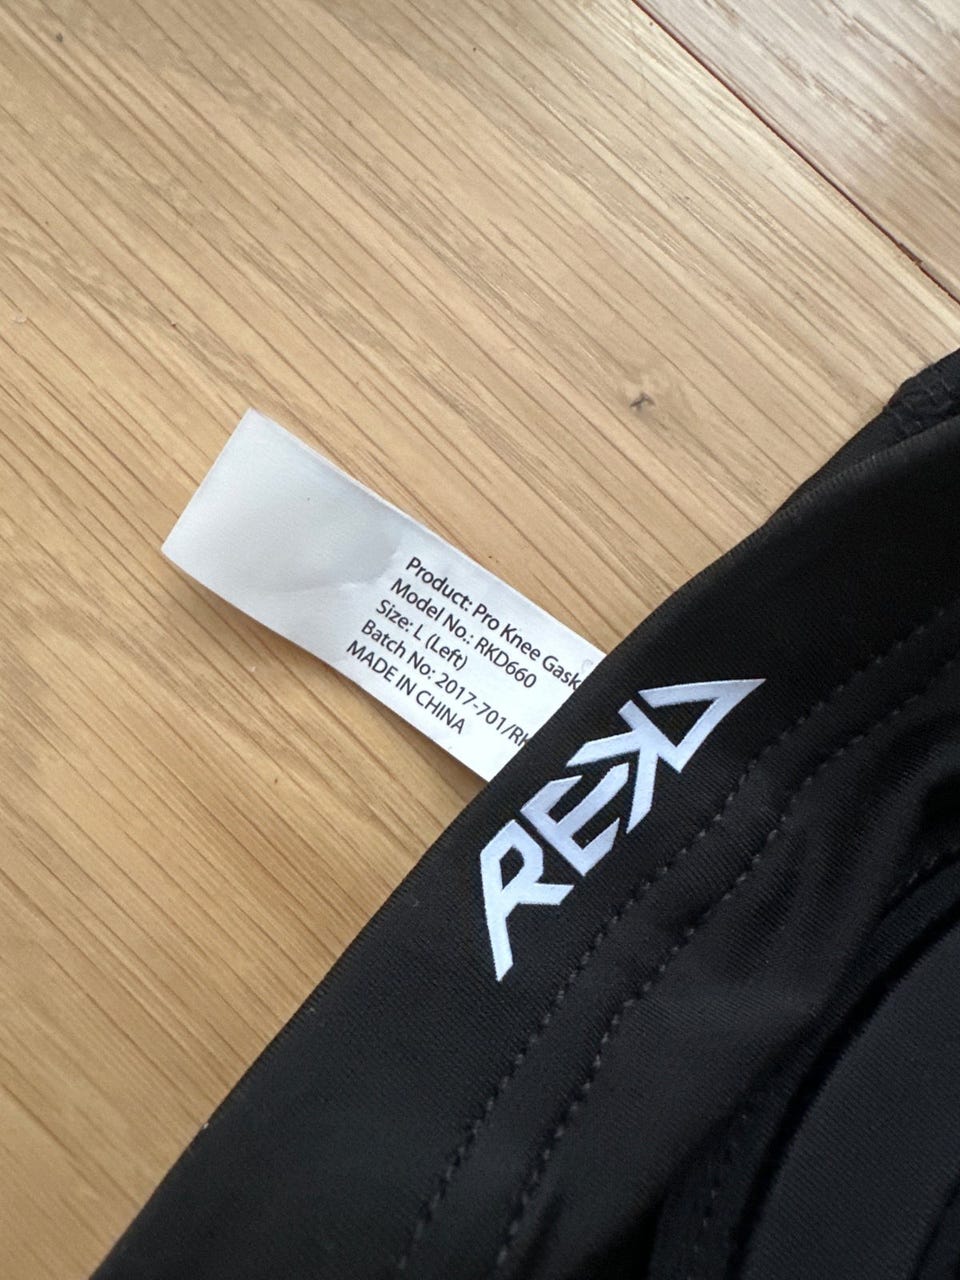 Product: Pro Knee Gask
Model No.: RKD660
Size: L (Left)
Batch No: 2017-701/RK
MADE IN CHINA
REKD